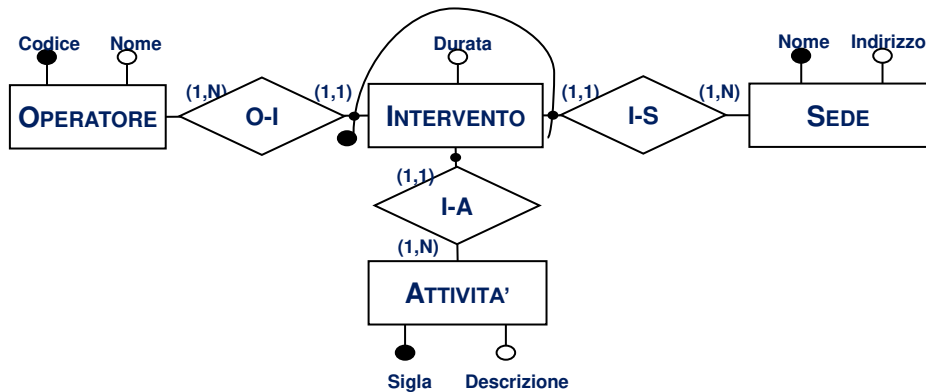 Codice Nome Durata Nome Indirizzo
(1,N) (1,1) (1,1) (1,N)
OPERATORE O-I INTERVENTO I-S SEDE
(1,1)
I-A
(1,N)
ATTIVITA'
Sigla Descrizione